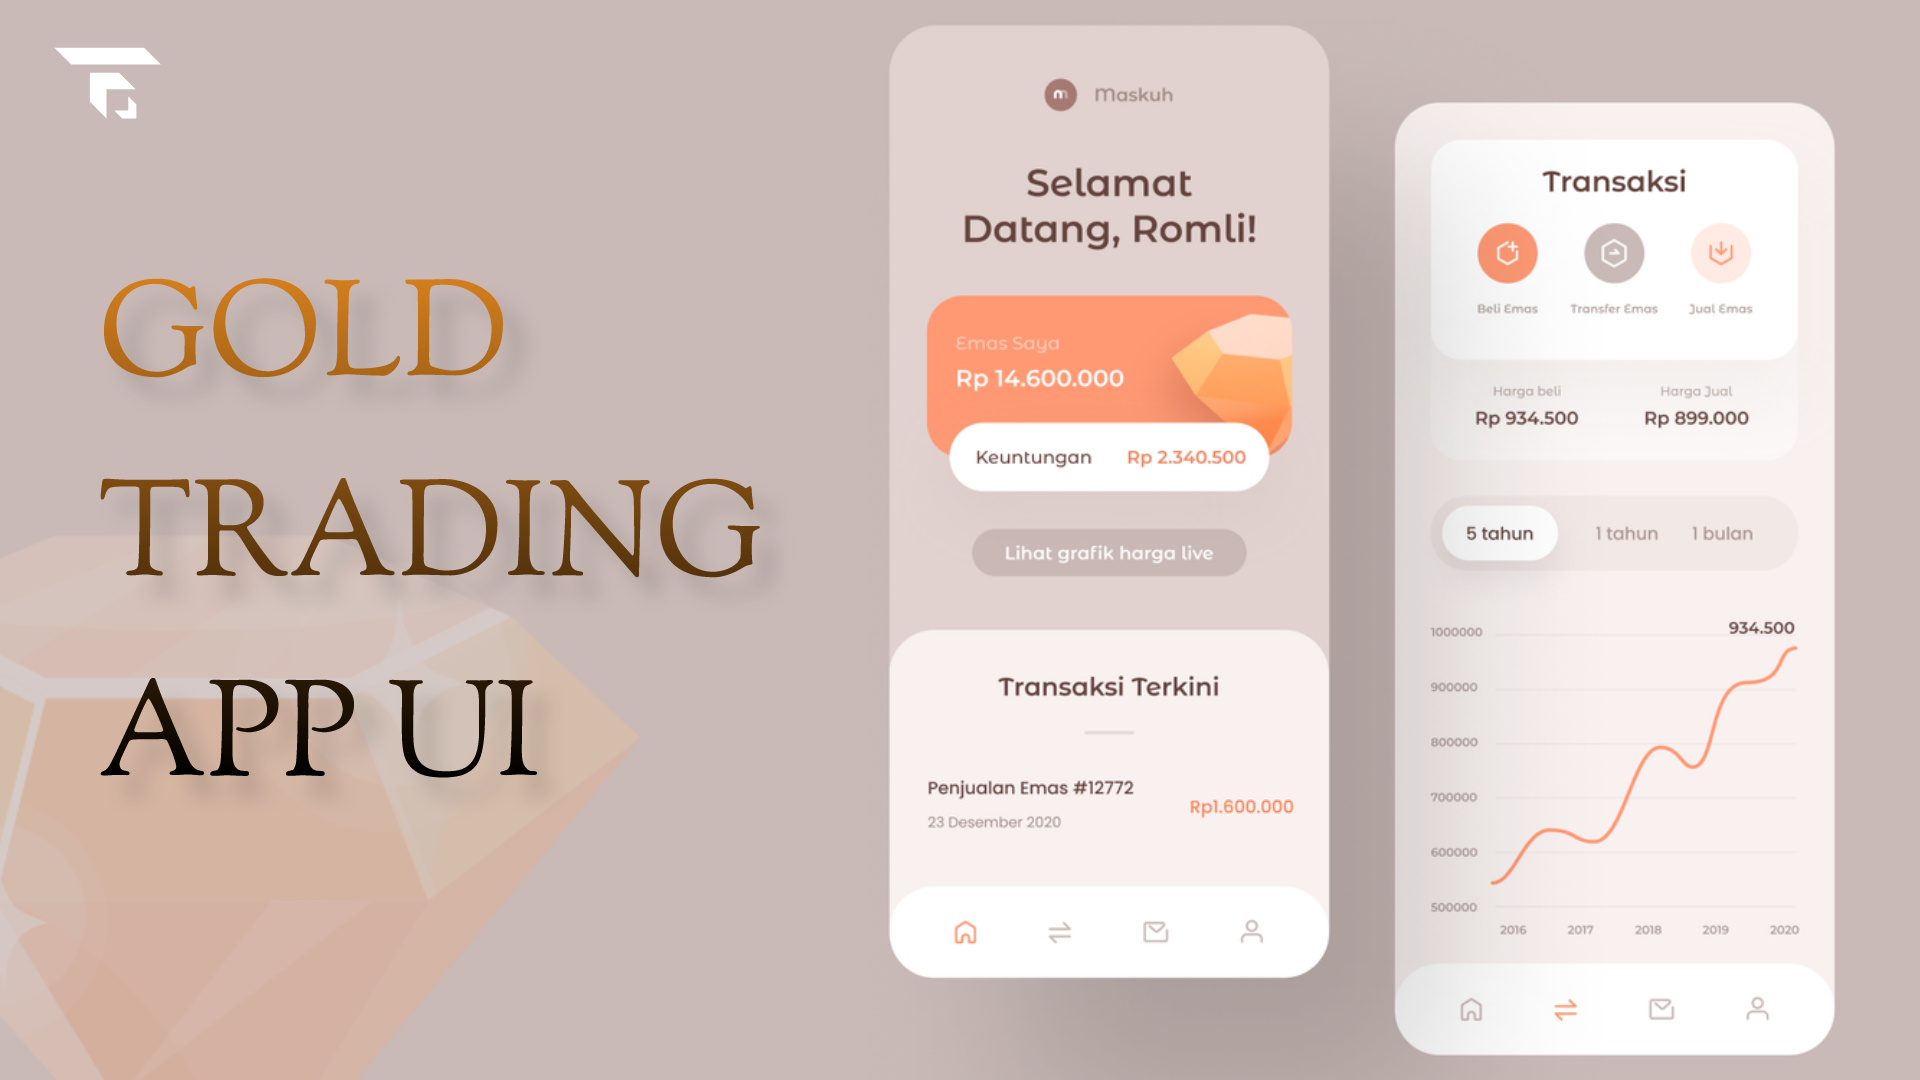 GOLD
TRADING
APP UI
m Maskuh
Selamat
Datang, Romli!
Emas Saya
Rp 14.600.000
Keuntungan Rp 2.340.500
Lihat grafik harga live
Transaksi Terkini
Penjualan Emas #12772
23 Desember 2020
Rp1.600.000
Transaksi
Beli Emas Transfer Emas Jual Emas
Harga beli Harga Jual
Rp 934.500 Rp 899.000
5 tahun 1 tahun 1 bulan
934.500
1000000
900000
800000
700000
600000
500000
2016 2017 2018 2019 2020